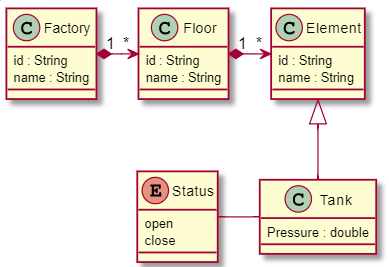 C Factory
id : String
name : String
1 *
C Floor
id : String
name : String
1 *
C Element
id : String
name : String
E Status
open
close
C Tank
Pressure : double